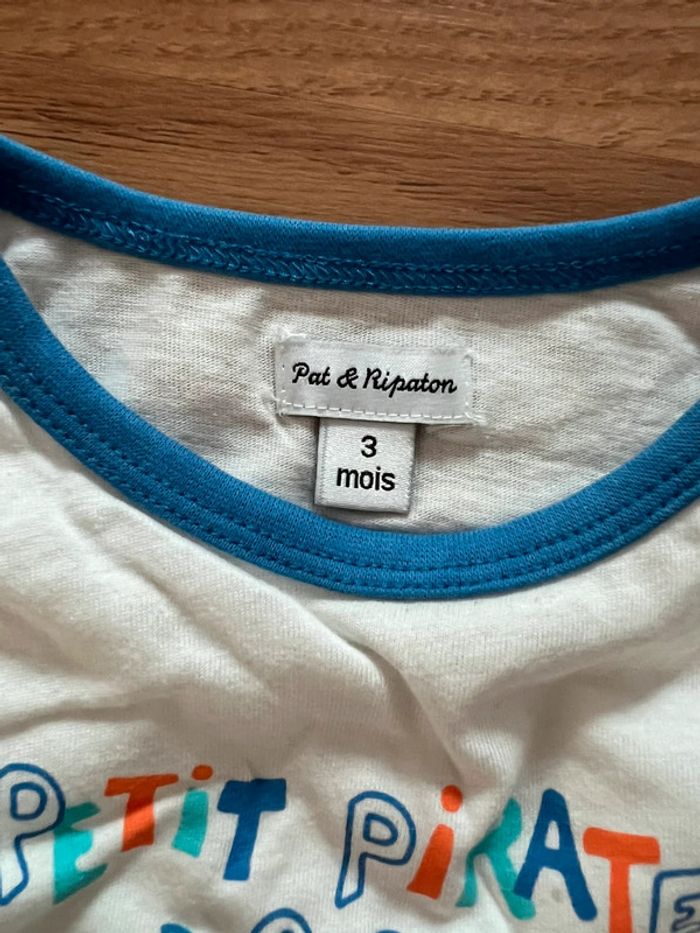 Pat & Ripaton
3
mois
PETIT PIRATE